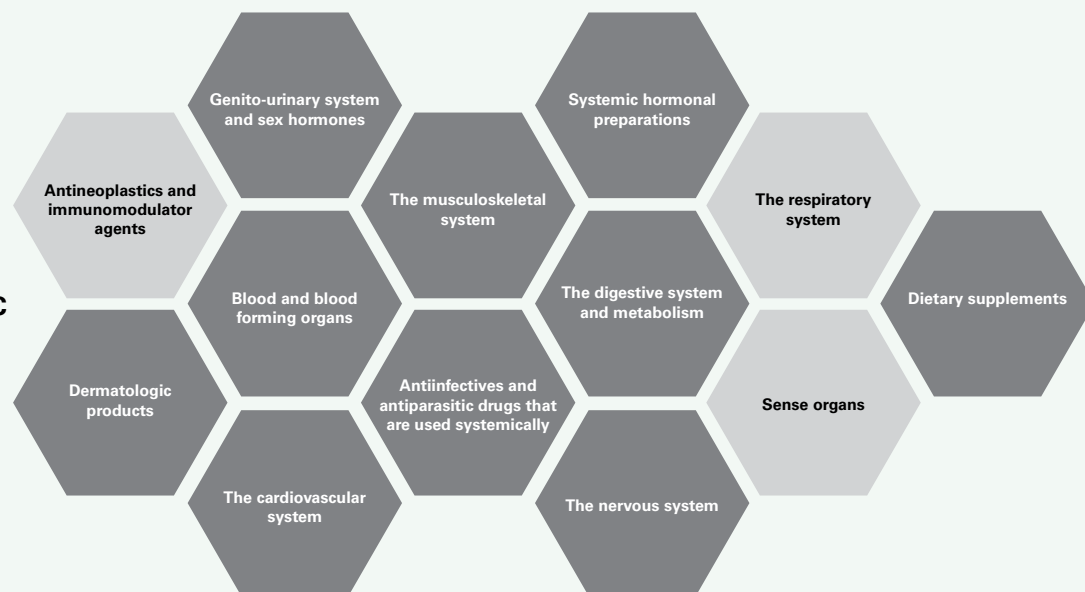 Genito-urinary system
and sex hormones
Systemic hormonal
preparations
Antineoplastics and
immunomodulator
agents
The musculoskeletal
system
The respiratory
system
Blood and blood
forming organs
The digestive system
and metabolism
Dietary supplements
Dermatologic
products
Antiinfectives and
antiparasitic drugs that
are used systemically
Sense organs
The cardiovascular
system
The nervous system